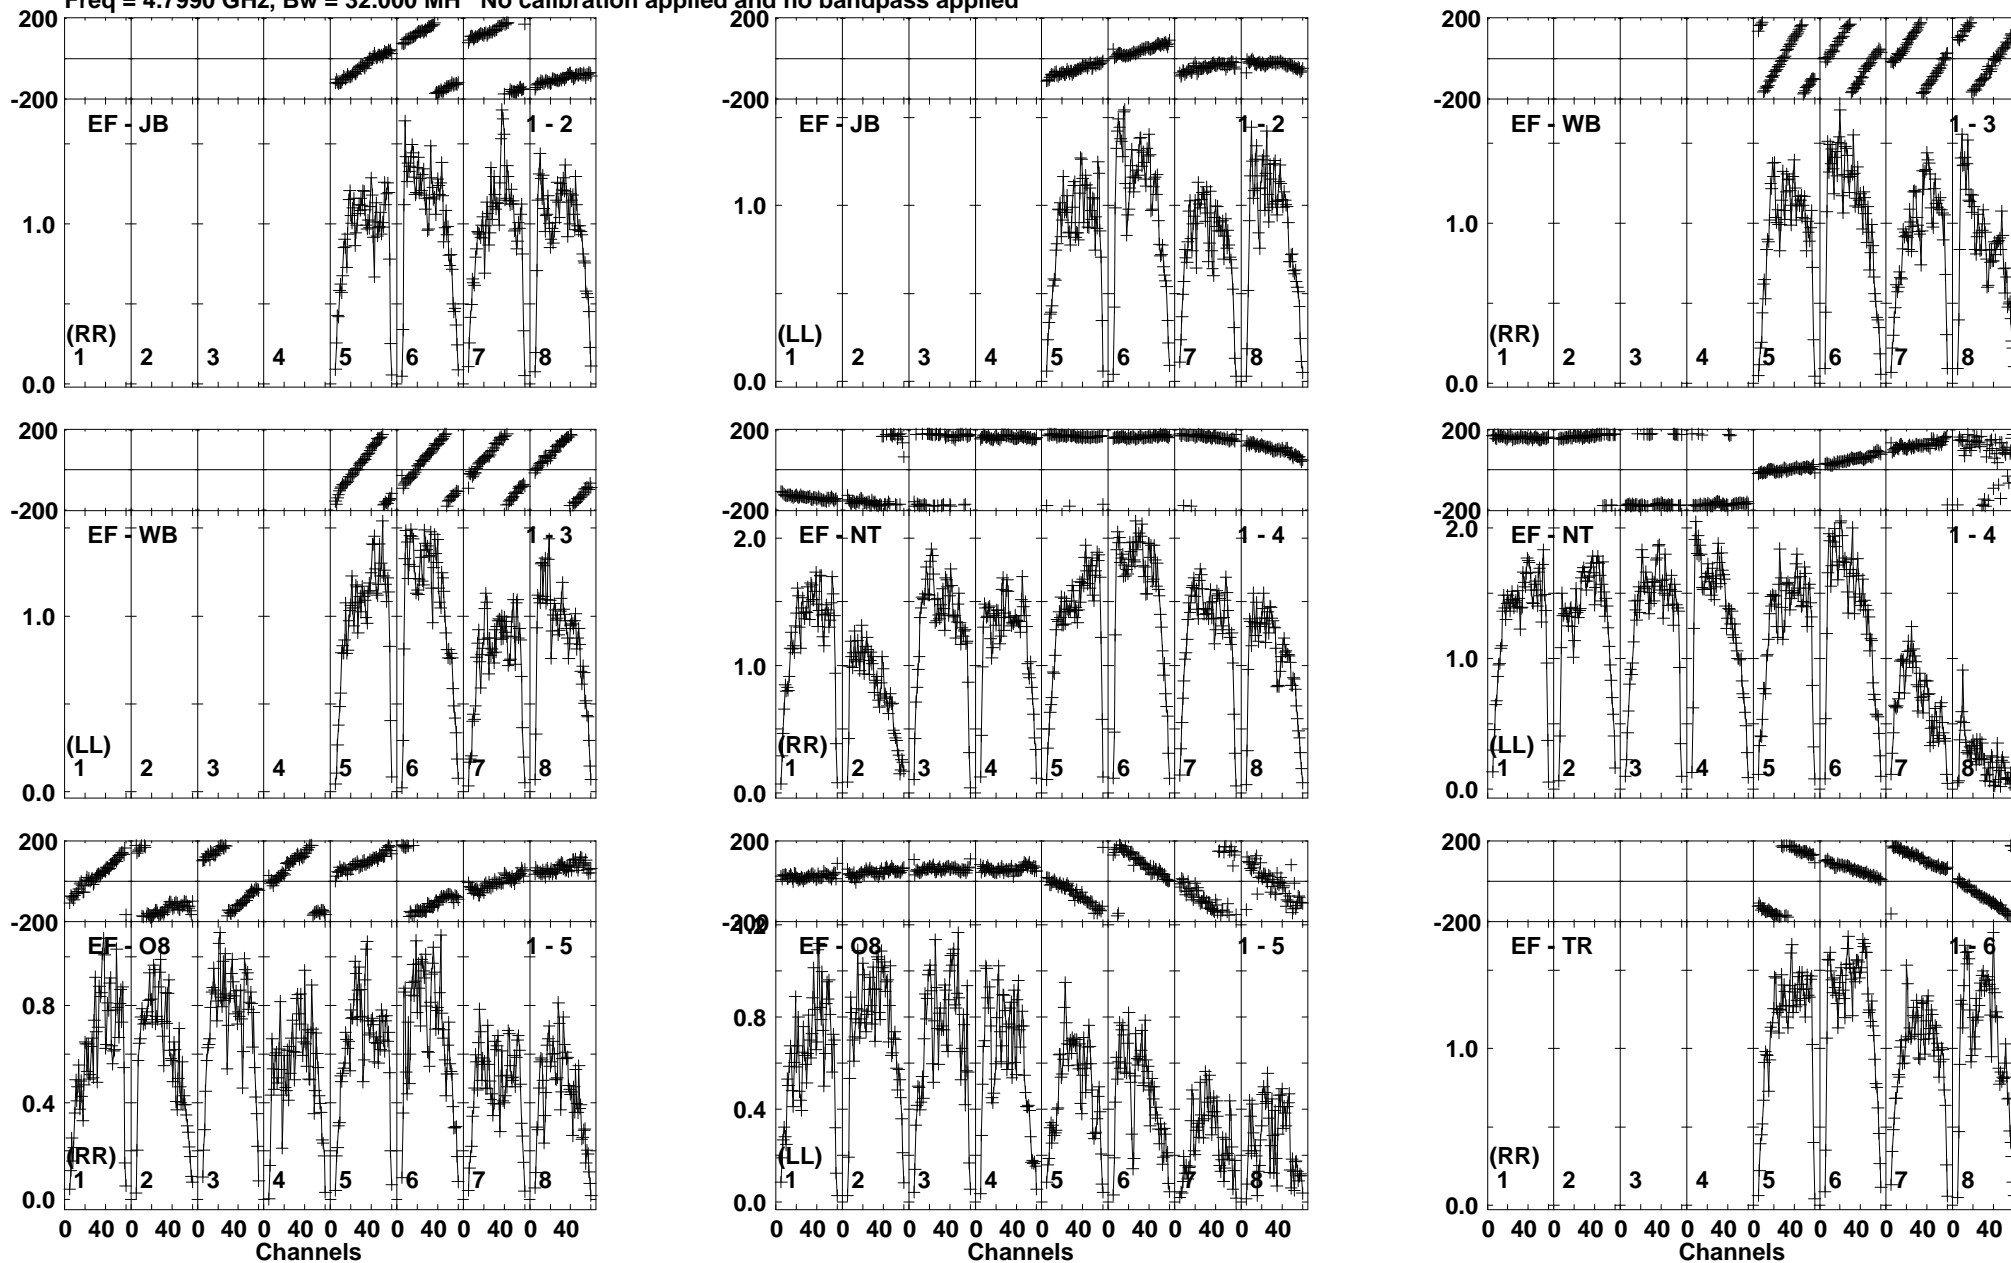 Freq = 4.7990 GHz, Bw = 32.000 MH No calibration applied and no bandpass applied
200 200 200
-200 -200 -200
EF - JB 1 - 2 EF - JB 1 - 2 EF - WB 1 - 3
1.0 1.0 1.0
(RR) (LL) (RR)
1 2 3 4 5 6 7 8 1 2 3 4 5 6 7 8 1 2 3 4 5 6 7 8
0.0 0.0 0.0
200 200 200
-200 -200 -200
EF - WB 1 - 3 EF - NT 1 - 4 EF - NT 1 - 4
2.0 2.0
1.0 1.0 1.0
(LL) (RR) (LL)
1 2 3 4 5 6 7 8 1 2 3 4 5 6 7 8 1 2 3 4 5 6 7 8
0.0 0.0 0.0
200 200 200
-200 -200 -200
1.2
EF - O8 1 - 5 EF - O8 1 - 5 EF - TR 1 - 6
0.8 0.8 1.0
0.4 0.4
(RR) (LL) (RR)
1 2 3 4 5 6 7 8 1 2 3 4 5 6 7 8 1 2 3 4 5 6 7 8
0.0 0.0 0.0
0 40 0 40 0 40 0 40 0 40 0 40 0 40 0 40 0 40 0 40 0 40 0 40 0 40 0 40 0 40 0 40 0 40 0 40 0 40 0 40 0 40 0 40 0 40 0 40
Channels Channels Channels